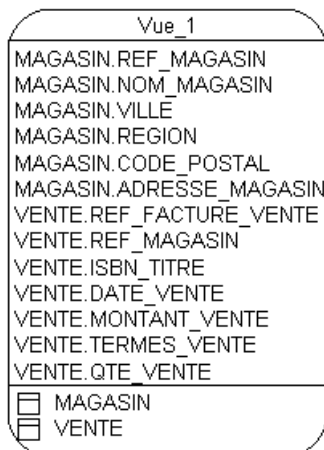 Vue_1
MAGASIN.REF_MAGASIN
MAGASIN.NOM_MAGASIN
MAGASIN.VILLE
MAGASIN.REGION
MAGASIN.CODE_POSTAL
MAGASIN.ADRESSE_MAGASIN
VENTE.REF_FACTURE_VENTE
VENTE.REF_MAGASIN
VENTE.ISBN_TITRE
VENTE.DATE_VENTE
VENTE.MONTANT_VENTE
VENTE.TERMES_VENTE
VENTE.QTE_VENTE
MAGASIN
VENTE